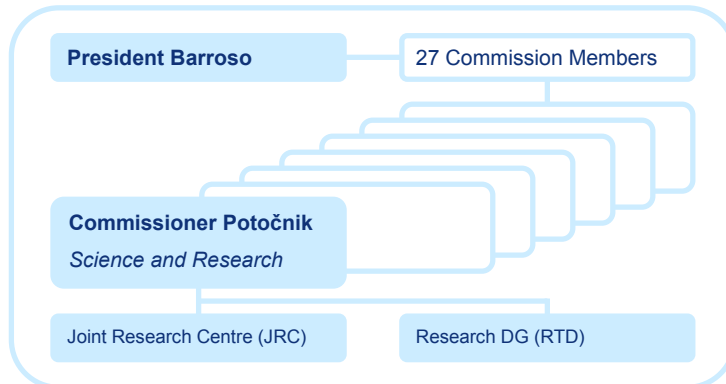 President Barroso
27 Commission Members
Commissioner Potočnik
Science and Research
Joint Research Centre (JRC)
Research DG (RTD)